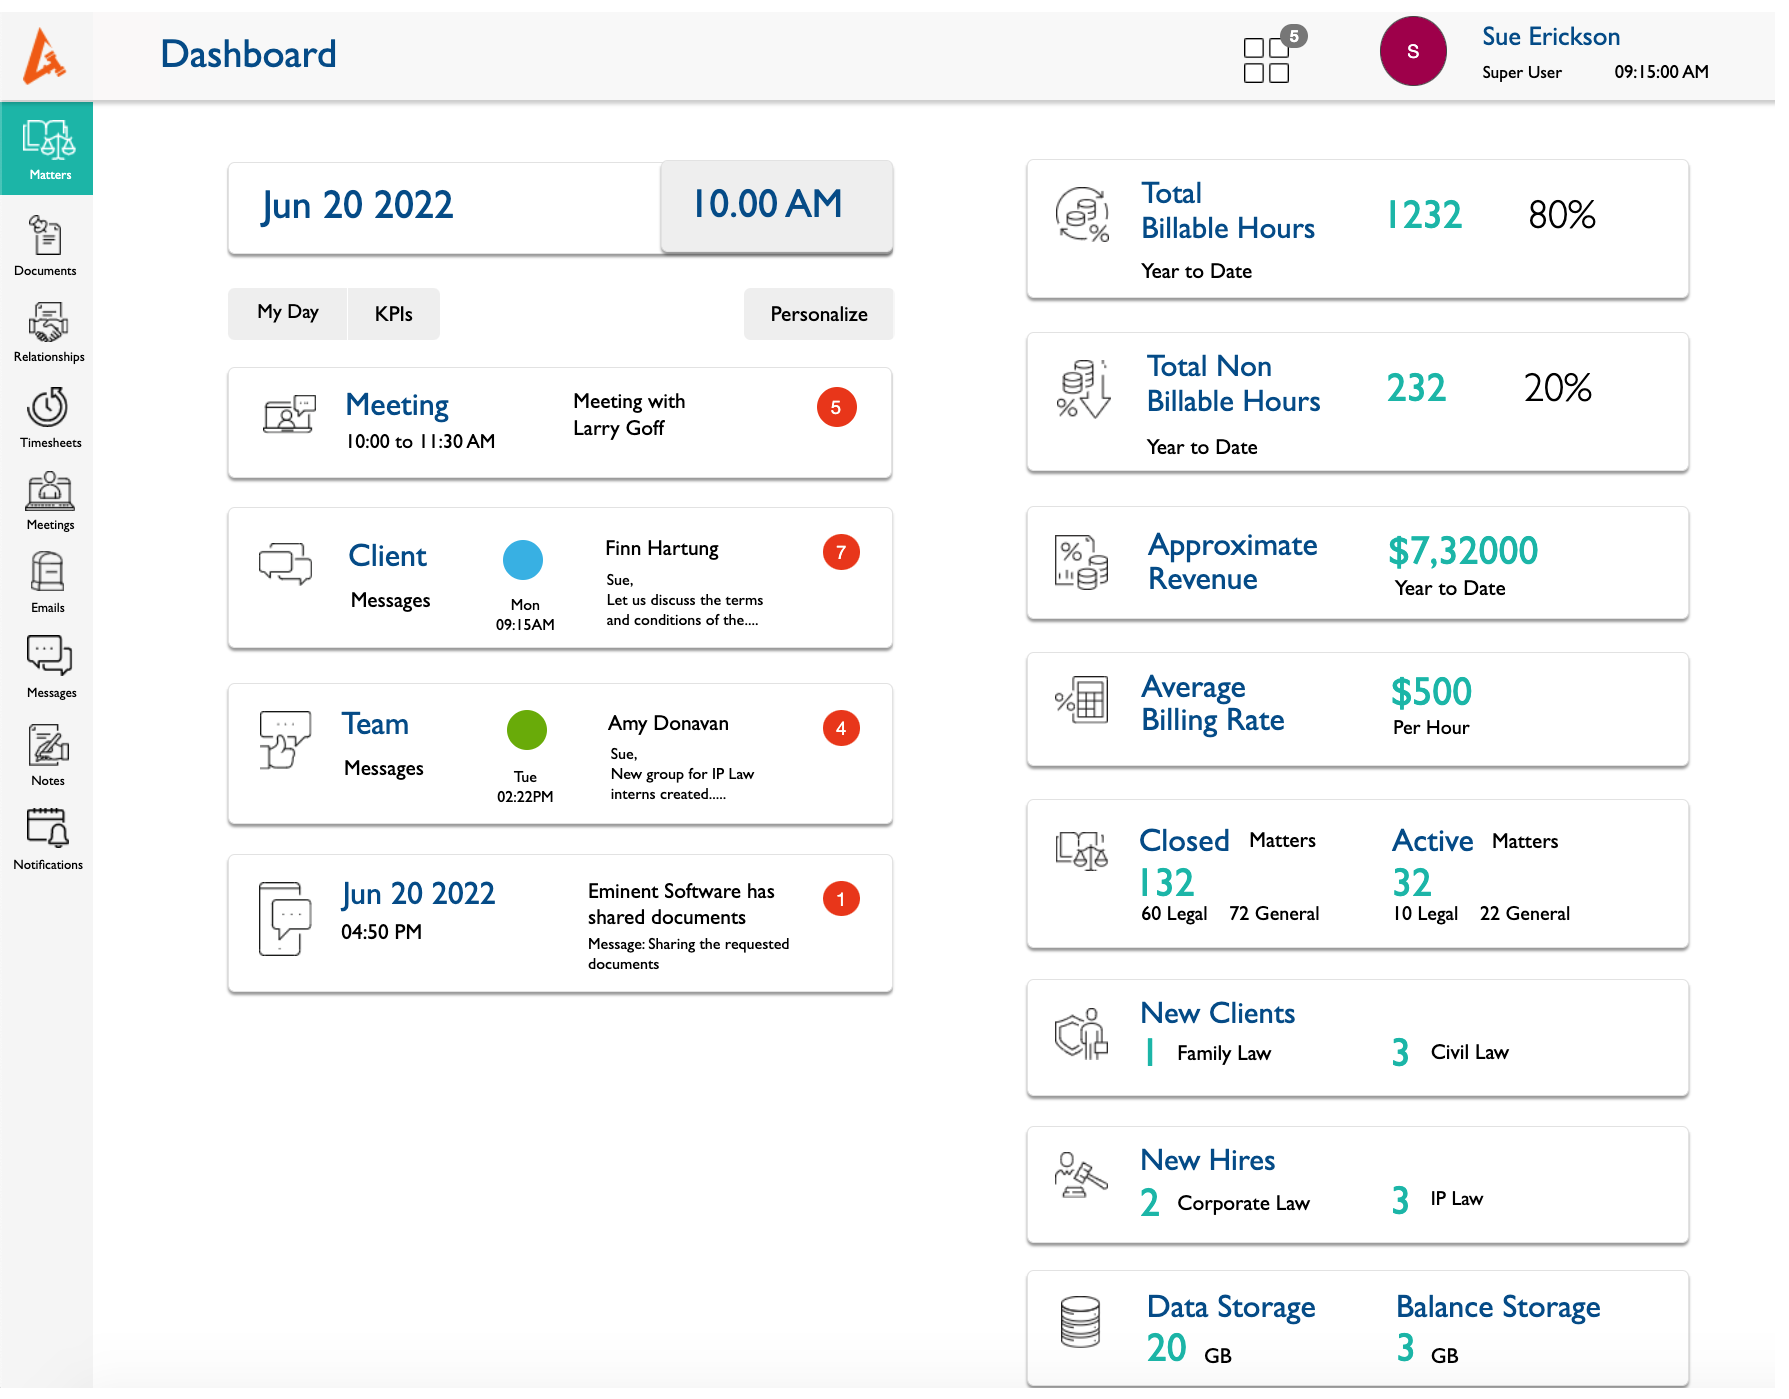 Dashboard
5
S
Sue Erickson
Super User 09:15:00 AM
Matters
Documents
Relationships
Timesheets
Meetings
Emails
Messages
Notes
Notifications
Jun 20 2022
10.00 AM
My Day
KPIs
Personalize
Meeting
10:00 to 11:30 AM
Meeting with
Larry Goff
5
Client
Messages
Mon
09:15AM
Finn Hartung
Sue,
Let us discuss the terms
and conditions of the....
7
Team
Messages
Tue
02:22PM
Amy Donavan
Sue,
New group for IP Law
interns created.....
4
Jun 20 2022
04:50 PM
Eminent Software has
shared documents
Message: Sharing the requested
documents
1
Total
Billable Hours
Year to Date
1232
80%
Total Non
Billable Hours
Year to Date
232
20%
Approximate
Revenue
$7,32000
Year to Date
Average
Billing Rate
$500
Per Hour
Closed Matters
132
60 Legal 72 General
Active Matters
32
10 Legal 22 General
New Clients
1 Family Law
3 Civil Law
New Hires
2 Corporate Law
3 IP Law
Data Storage
20 GB
Balance Storage
3 GB